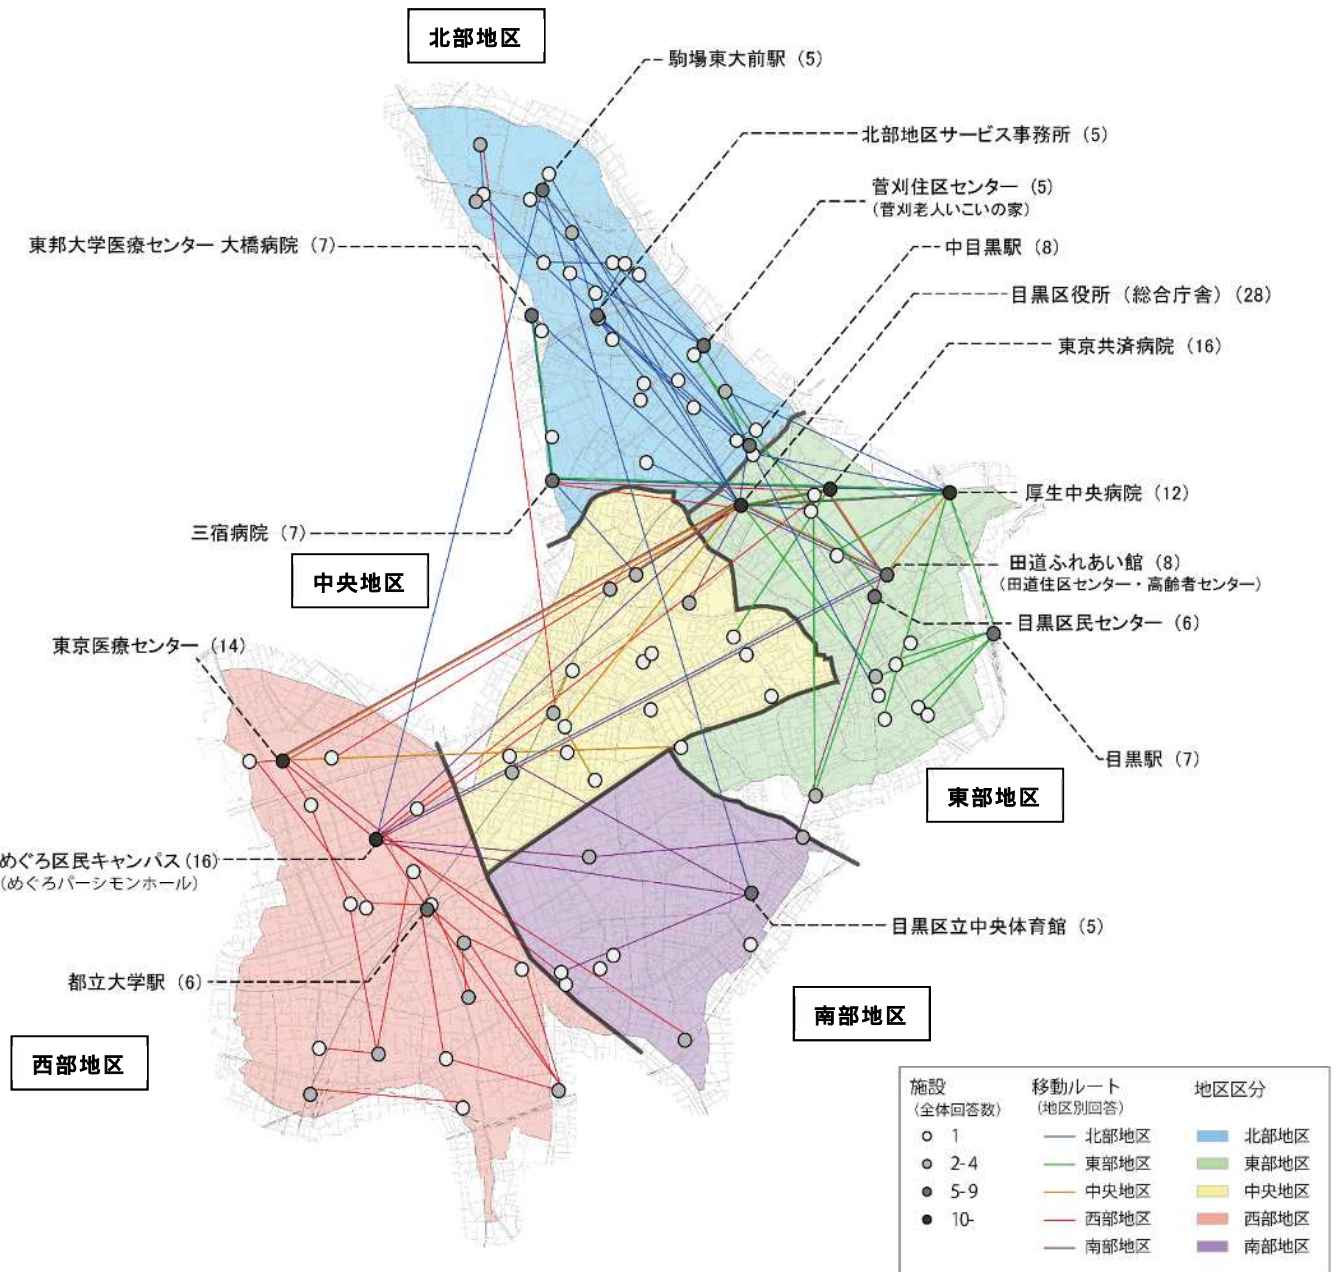 北部地区
駒場東大前駅（5）
北部地区サービス事務所（5）
菅刈住区センター（5）
（菅刈老人いこいの家）
東邦大学医療センター 大橋病院（7）
中目黒駅（8）
目黒区役所（総合庁舎）（28）
東京共済病院（16）
厚生中央病院（12）
三宿病院（7）
中央地区
田道ふれあい館（8）
（田道住区センター・高齢者センター）
目黒区民センター（6）
東京医療センター（14）
目黒駅（7）
東部地区
めぐろ区民キャンパス（16）
（めぐろパーシモンホール）
目黒区立中央体育館（5）
都立大学駅（6）
南部地区
西部地区
施設
（全体回答数）
1
2-4
5-9
10-
移動ルート
（地区別回答）
北部地区
東部地区
中央地区
西部地区
南部地区
地区区分
北部地区
東部地区
中央地区
西部地区
南部地区